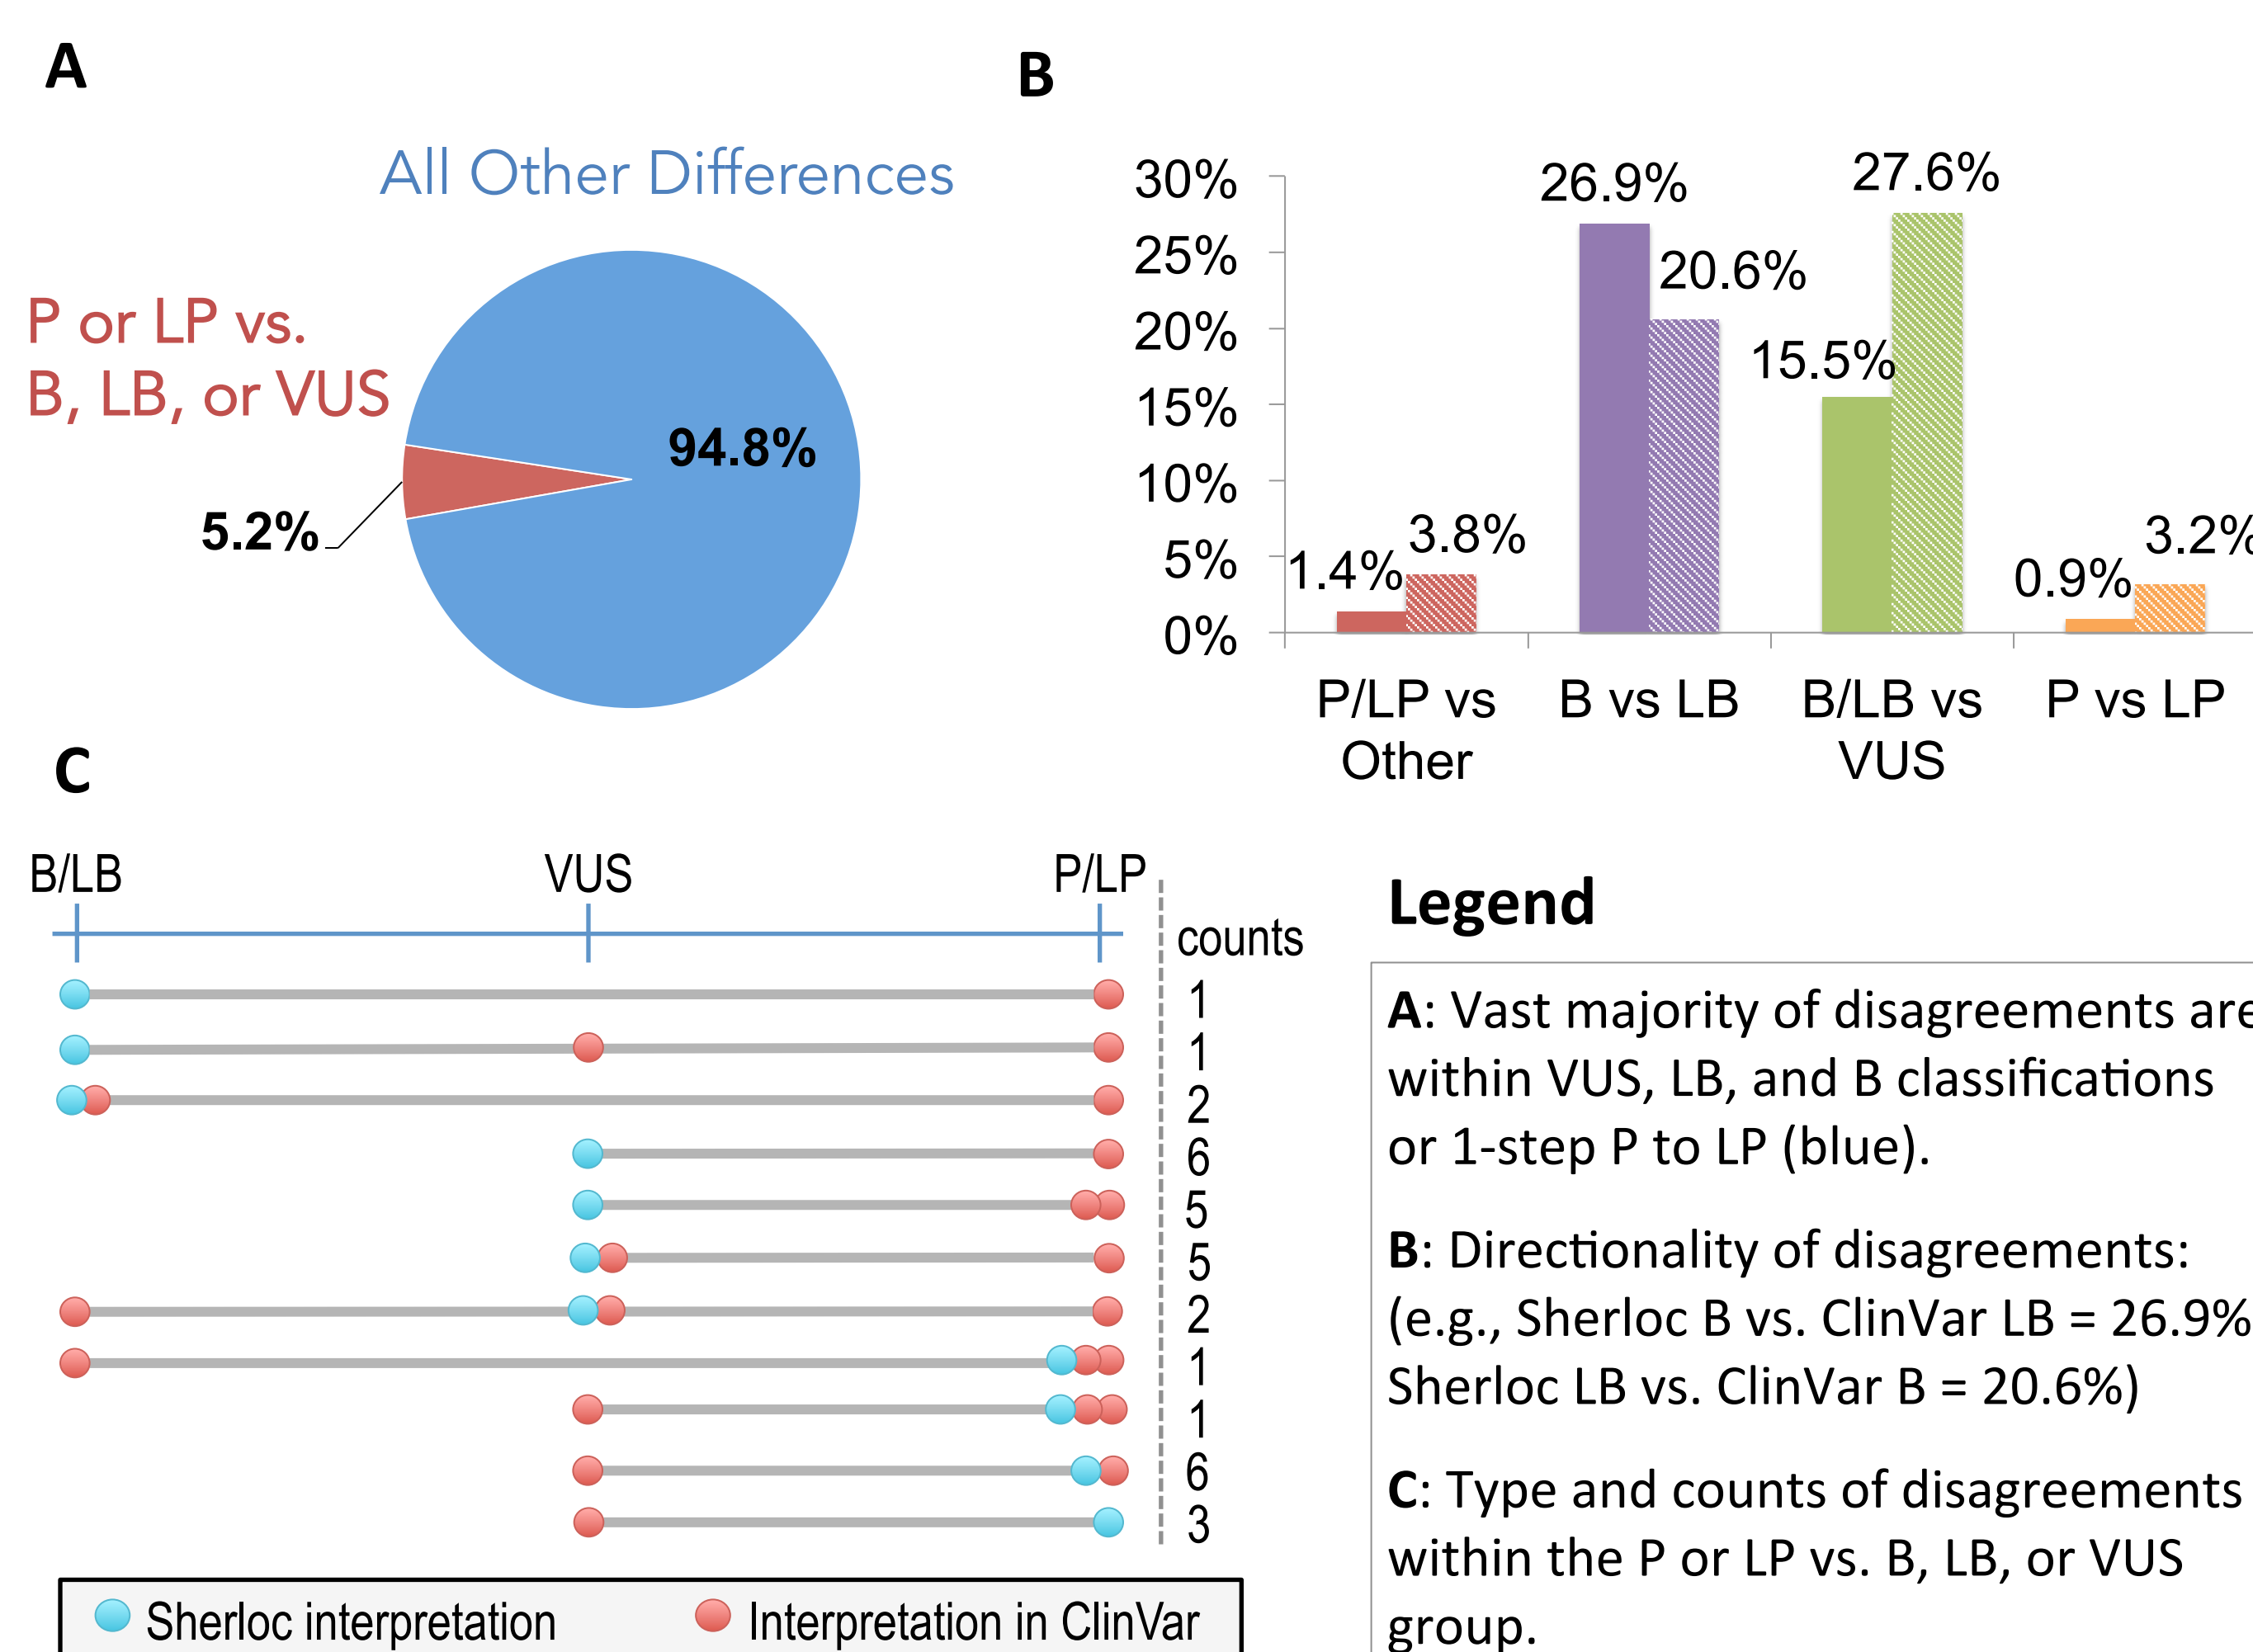 A
All Other Differences
P or LP vs.
B, LB, or VUS
94.8%
5.2%
B
30%
25%
20%
15%
10%
5%
0%
1.4%
3.8%
26.9%
20.6%
15.5%
27.6%
0.9%
3.2%
P/LP vs
Other
B vs LB
B/LB vs
VUS
P vs LP
C
B/LB
VUS
P/LP
counts
1
1
2
6
5
5
2
1
1
6
3
Sherloc interpretation
Interpretation in ClinVar
Legend
A: Vast majority of disagreements are
within VUS, LB, and B classifications
or 1-step P to LP (blue).
B: Directionality of disagreements:
(e.g., Sherloc B vs. ClinVar LB = 26.9%
Sherloc LB vs. ClinVar B = 20.6%)
C: Type and counts of disagreements
within the P or LP vs. B, LB, or VUS
group.